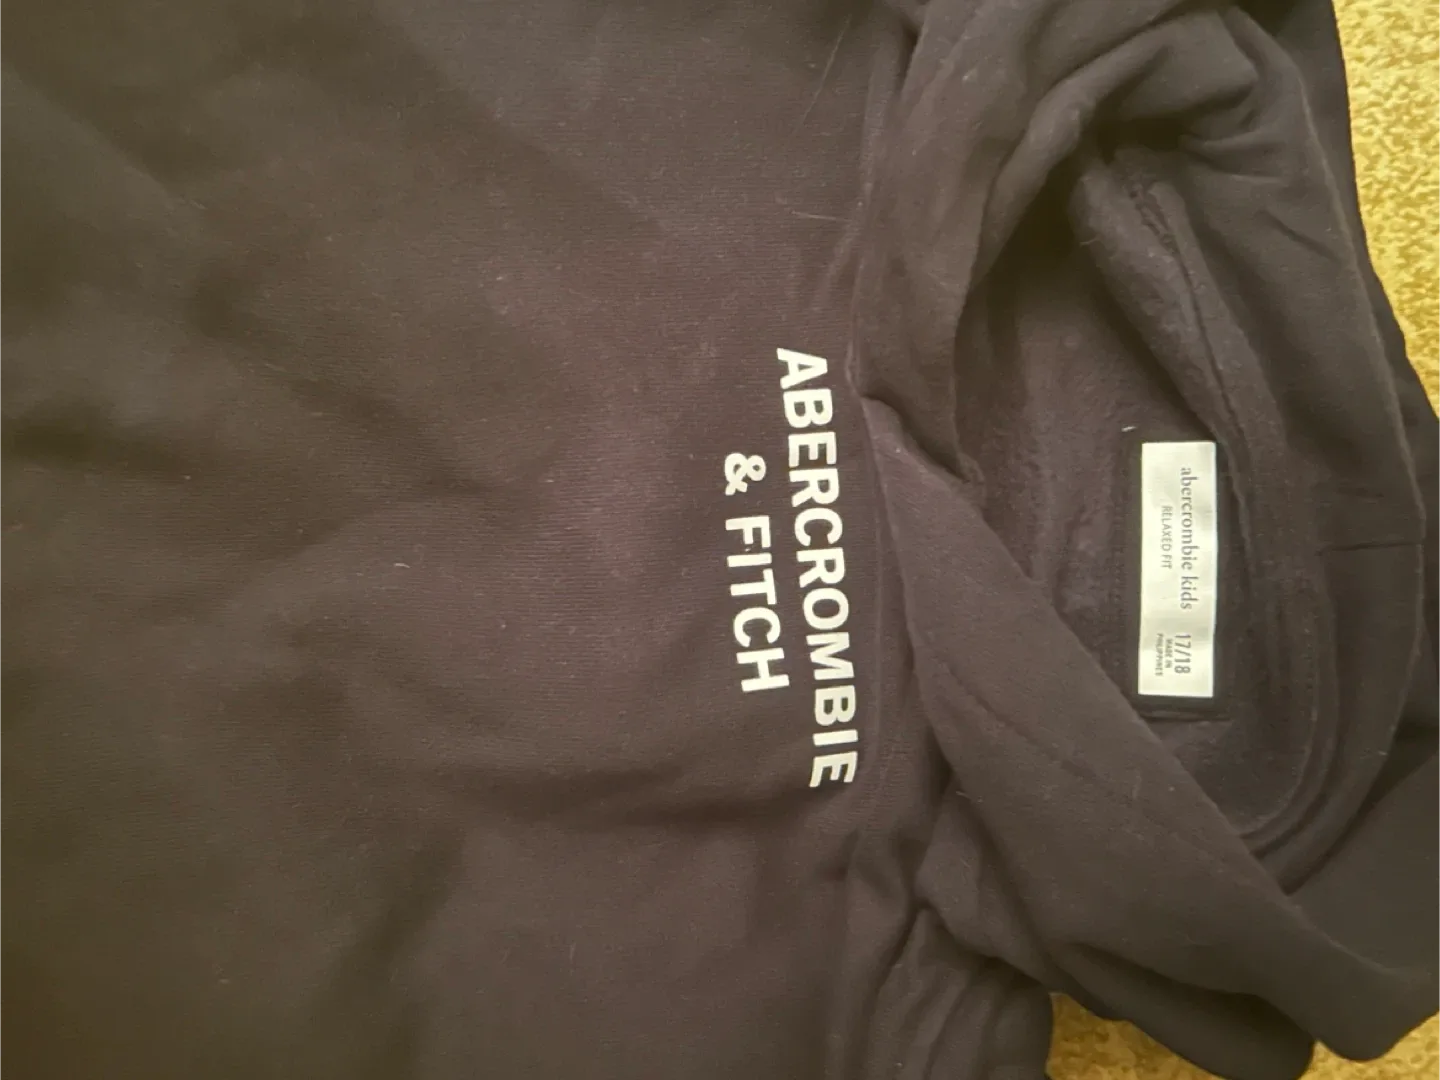 ABERCROMBIE
& FITCH
abercrombie kids
RELAXED FIT
17/18
MADE IN
PHILIPPINES